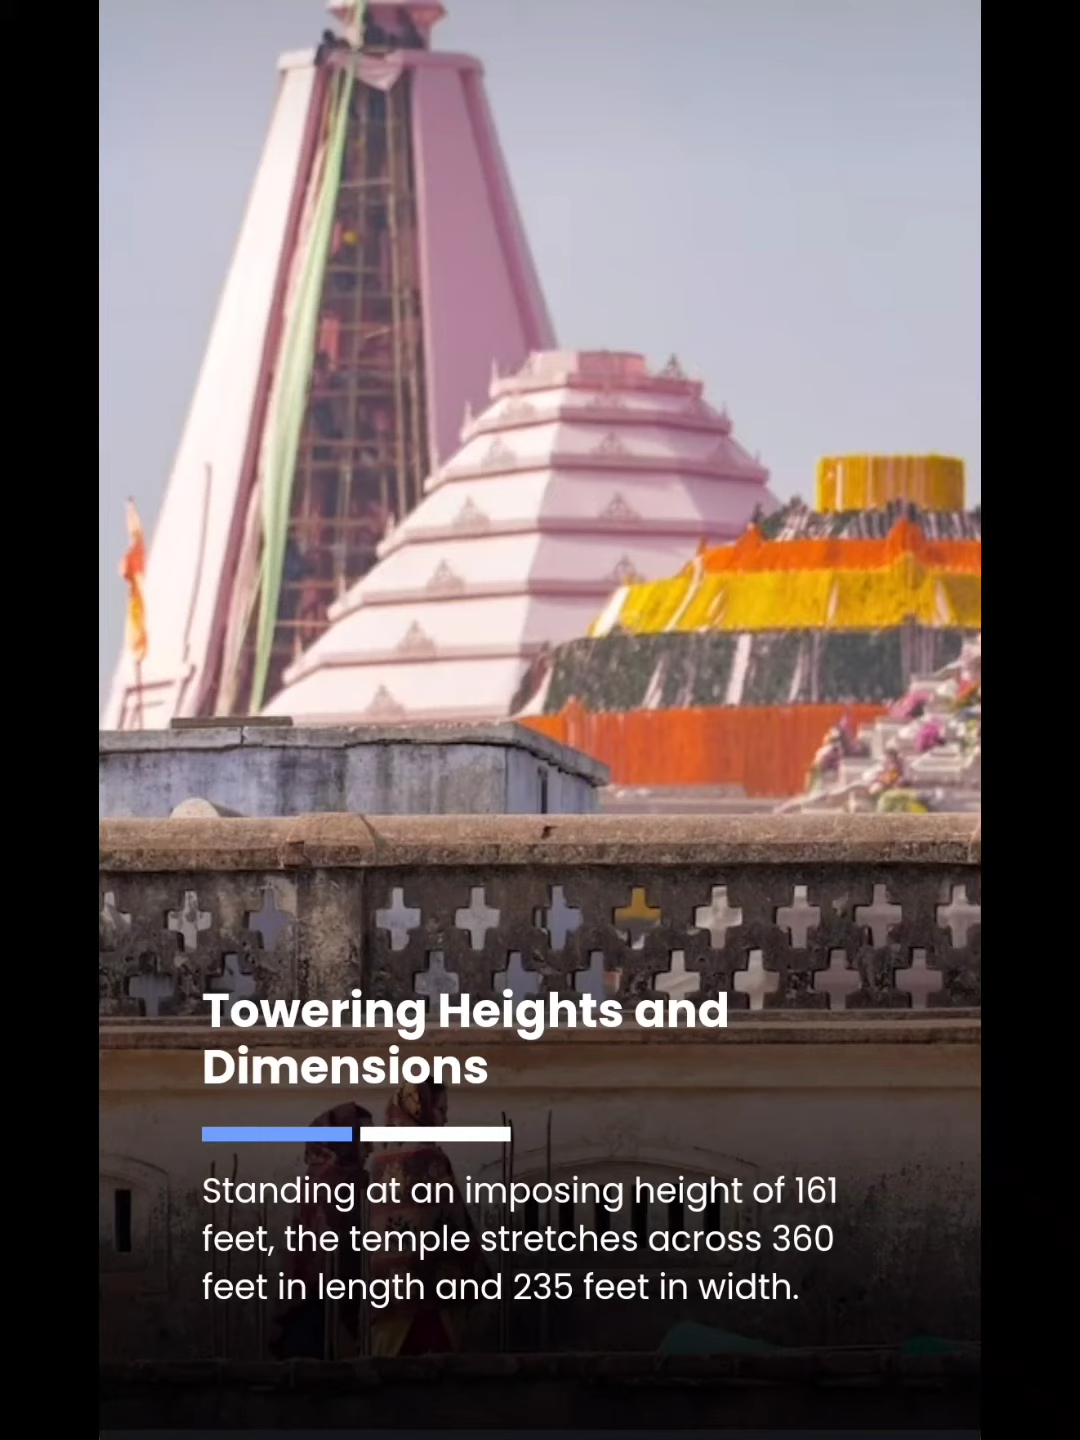 Towering Heights and
Dimensions
Standing at an imposing height of 161
feet, the temple stretches across 360
feet in length and 235 feet in width.